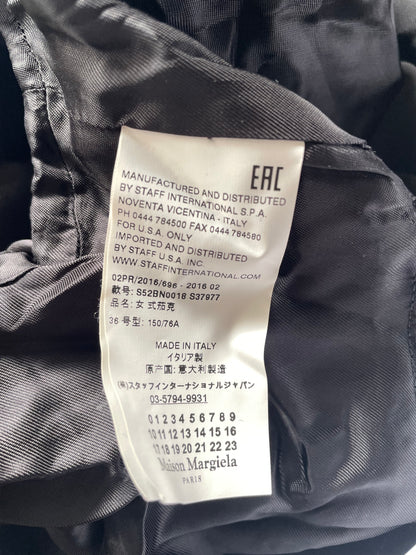 EAC
MANUFACTURED AND DISTRIBUTED
BY STAFF INTERNATIONAL S.P.A.
NOVENTA VICENTINA - ITALY
PH 0444 784500 FAX 0444 784580
FOR U.S.A. ONLY
IMPORTED AND DISTRIBUTED
BY STAFF U.S.A. INC.
WWW.STAFFINTERNATIONAL.COM
02PR/2016/696 - 2016 02
款号: S52BN0018 S37977
品名: 女式茄克
36 号型: 150/76A
MADE IN ITALY
イタリア製
原产国: 意大利製造
(株)スタッフインターナショナルジャパン
03-5794-9931
0 1 2 3 4 5 6 7 8 9
10 11 12 13 14 15 16
17 18 19 20 21 22 23
Maison Margiela
PARIS